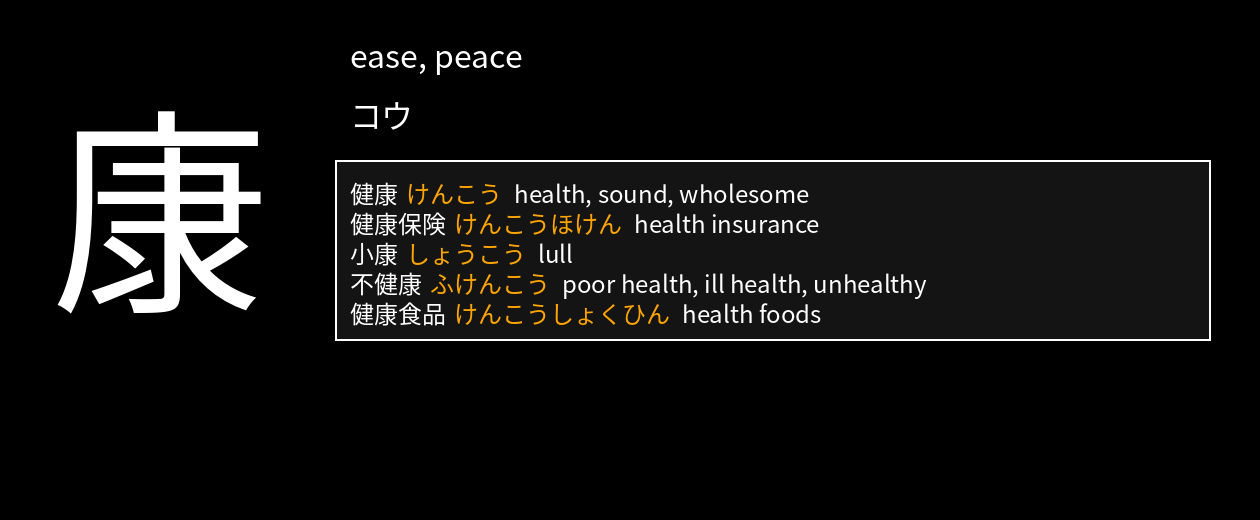 康
ease, peace
コウ
健康 けんこう health, sound, wholesome
健康保険 けんこうほけん health insurance
小康 しょうこう lull
不健康 ふけんこう poor health, ill health, unhealthy
健康食品 けんこうしょくひん health foods